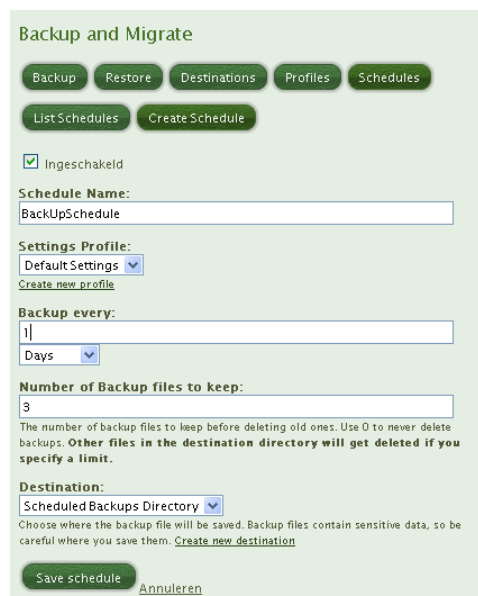 Backup and Migrate
Backup Restore Destinations Profiles Schedules
List Schedules Create Schedule
Ingeschakeld
Schedule Name:
BackUpSchedule
Settings Profile:
Default Settings
Create new profile
Backup every:
1
Days
Number of Backup files to keep:
3
The number of backup files to keep before deleting old ones. Use 0 to never delete
backups. Other files in the destination directory will get deleted if you
specify a limit.
Destination:
Scheduled Backups Directory
Choose where the backup file will be saved. Backup files contain sensitive data, so be
careful where you save them. Create new destination
Save schedule Annuleren